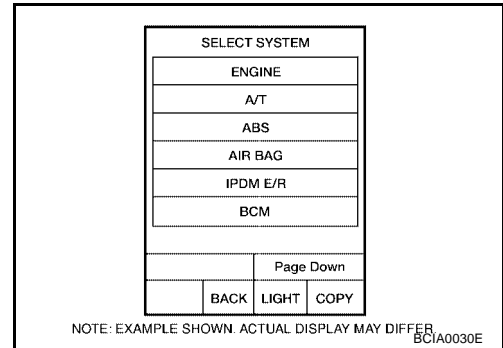 SELECT SYSTEM
ENGINE
A/T
ABS
AIR BAG
IPDM E/R
BCM
Page Down
BACK LIGHT COPY
NOTE: EXAMPLE SHOWN. ACTUAL DISPLAY MAY DIFFER.
BCIA0030E